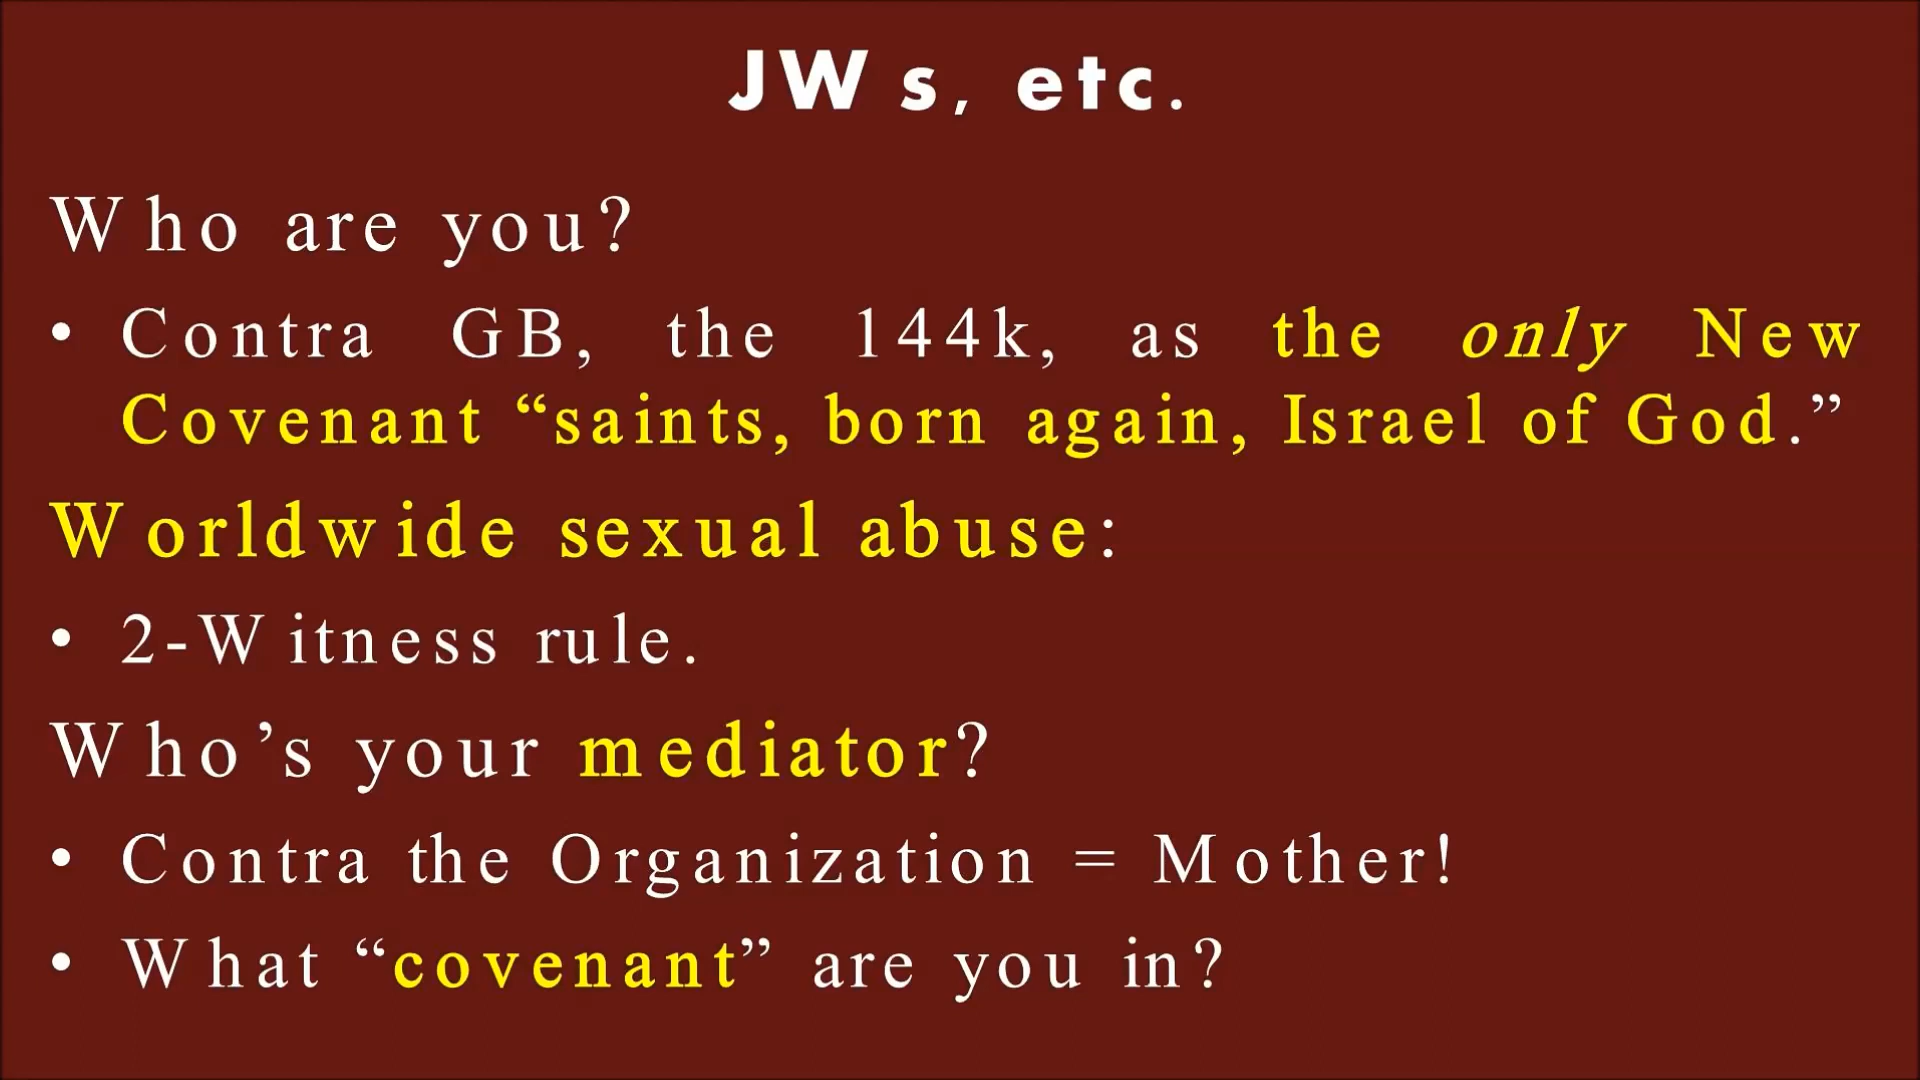 JWs, etc.
Who are you?
• Contra GB, the 144k, as the only New
Covenant “saints, born again, Israel of God.”
Worldwide sexual abuse:
• 2-Witness rule.
Who’s your mediator?
• Contra the Organization = Mother!
• What “covenant” are you in?